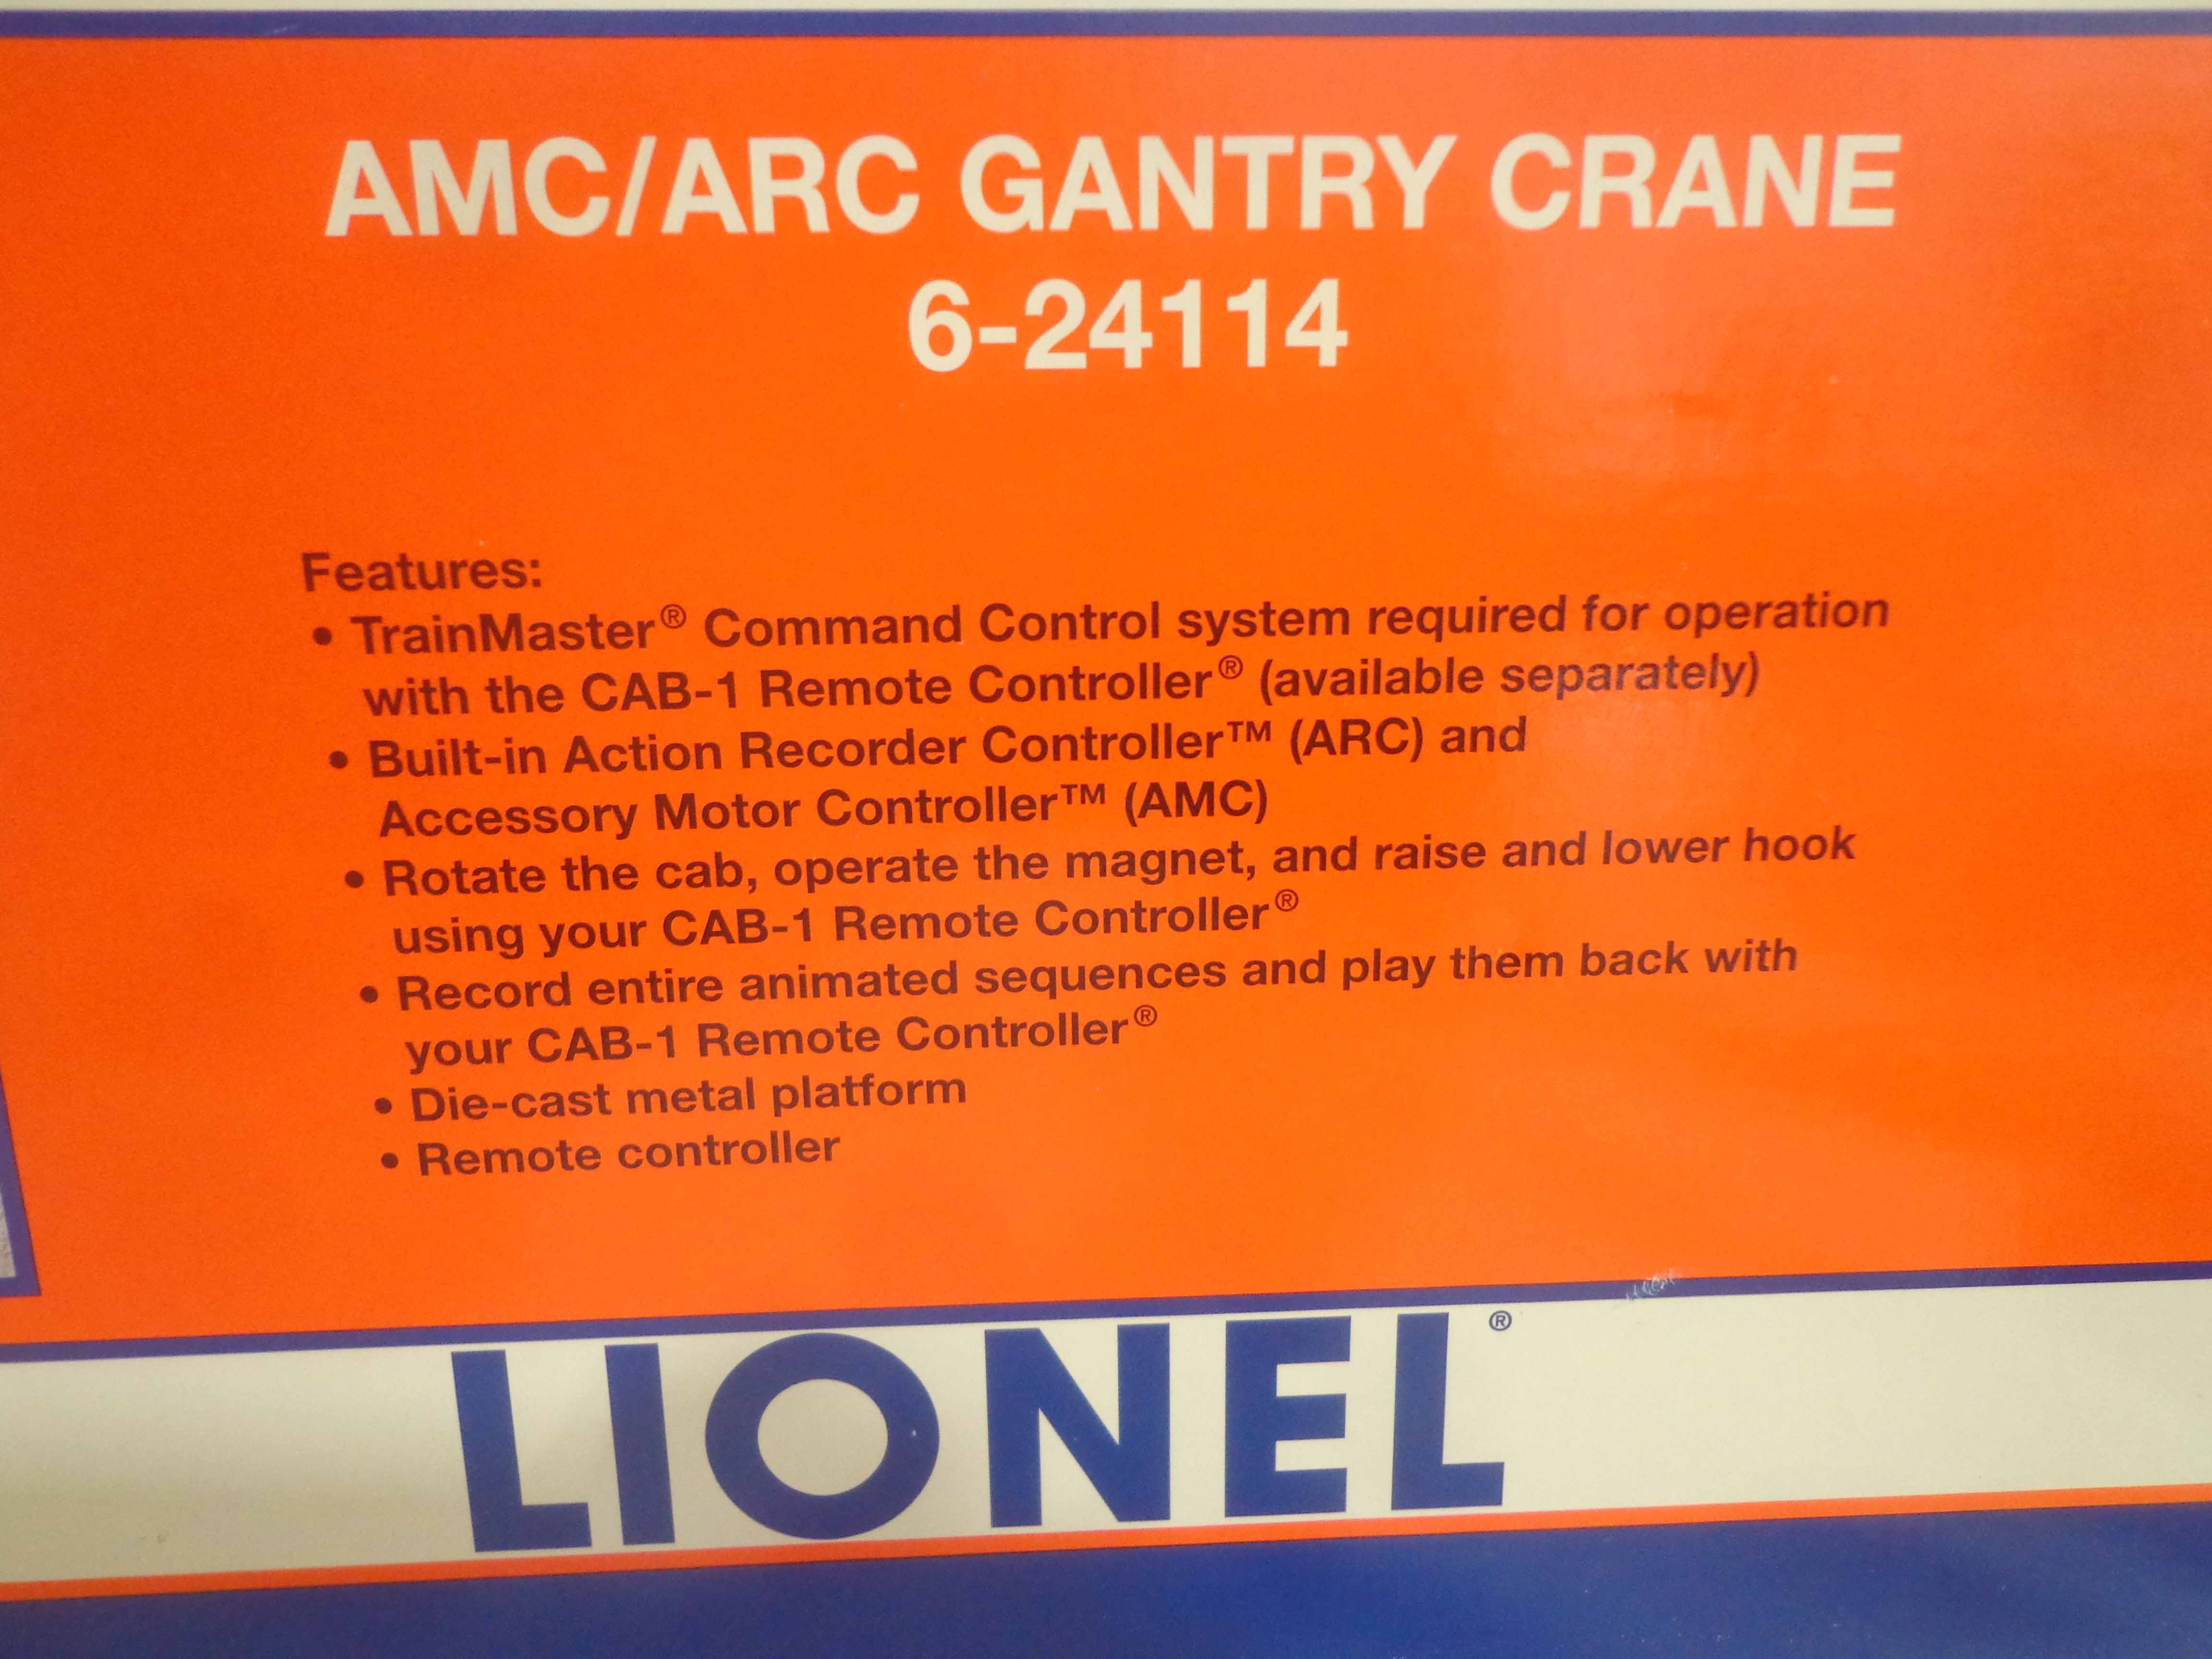 AMC/ARC GANTRY CRANE
6-24114
Features:
• TrainMaster® Command Control system required for operation
with the CAB-1 Remote Controller® (available separately)
• Built-in Action Recorder Controller™ (ARC) and
Accessory Motor Controller™ (AMC)
• Rotate the cab, operate the magnet, and raise and lower hook
using your CAB-1 Remote Controller®
• Record entire animated sequences and play them back with
your CAB-1 Remote Controller®
• Die-cast metal platform
• Remote controller
LIONEL®